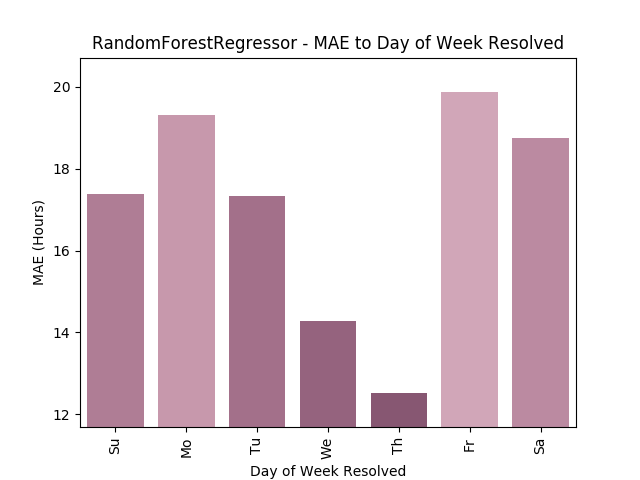 RandomForestRegressor - MAE to Day of Week Resolved
20
18
16
14
12
MAE (Hours)
Su
Mo
Tu
We
Th
Fr
Sa
Day of Week Resolved